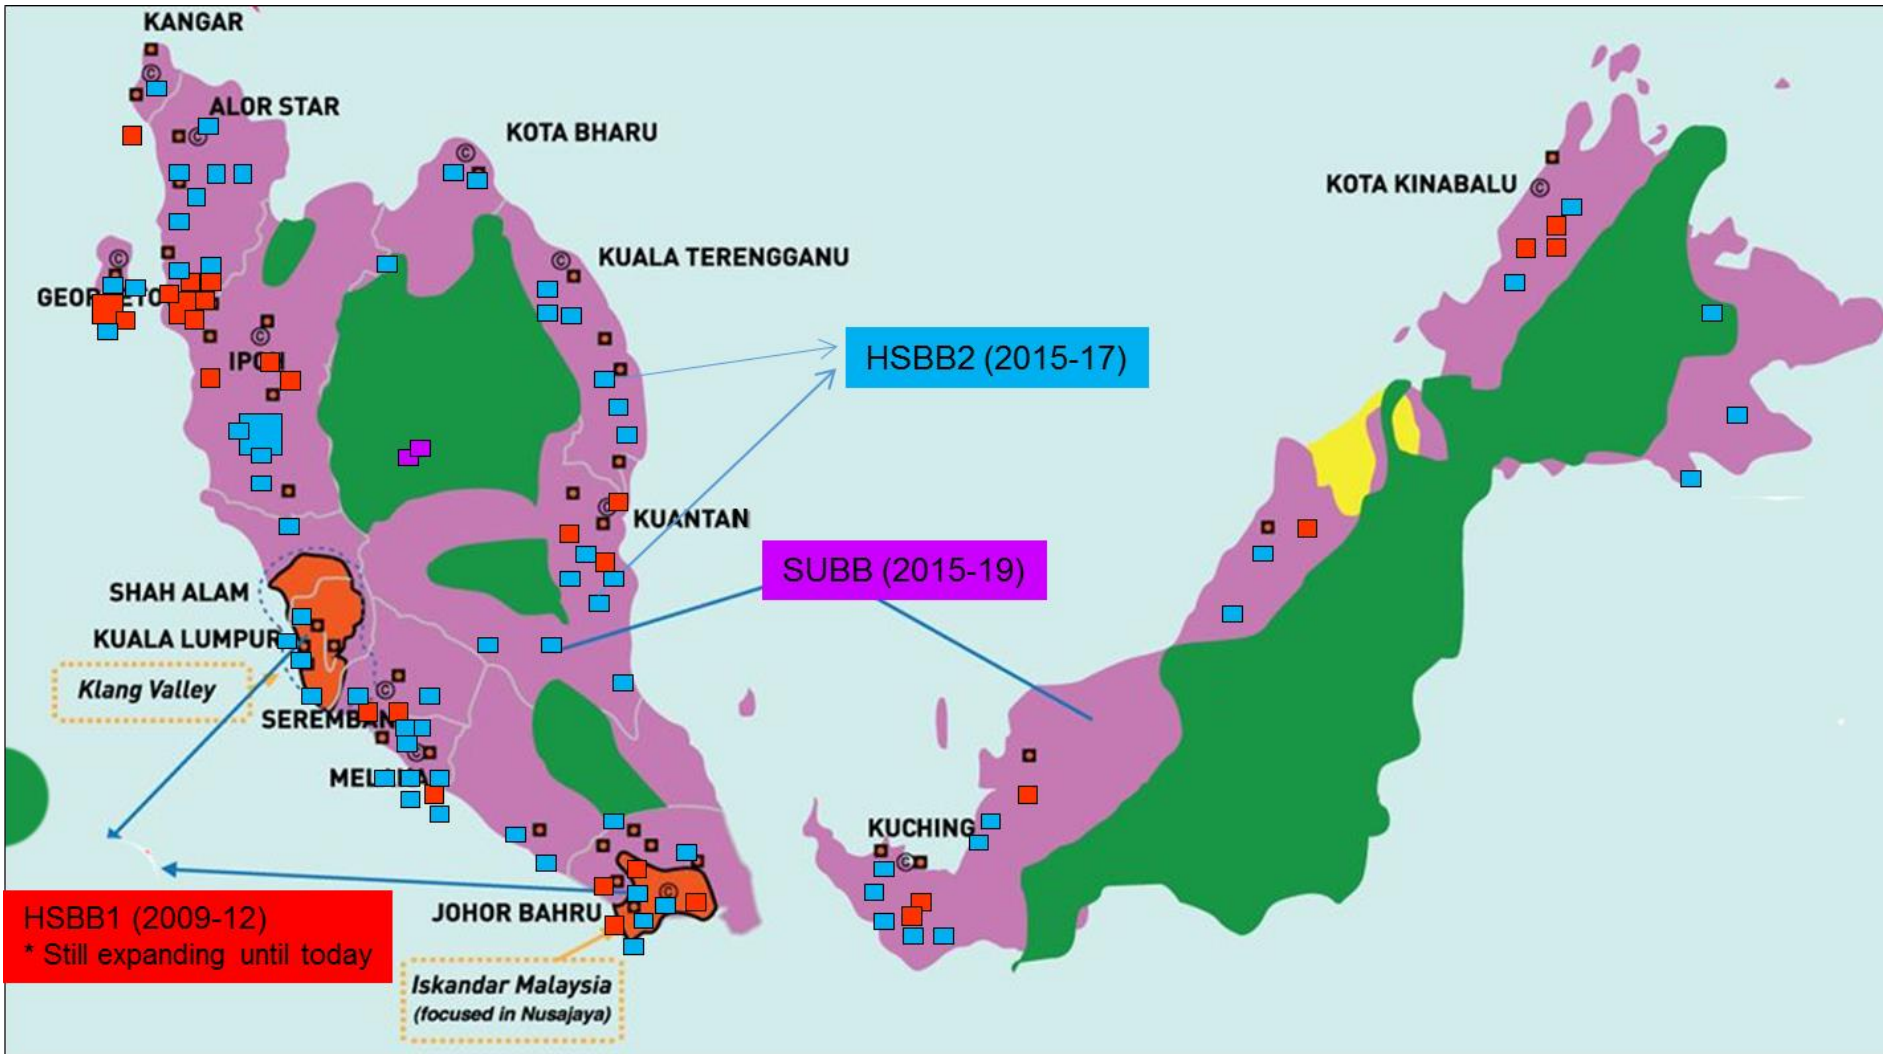 KANGAR
©
ALOR STAR
©
©
KOTA BHARU
KOTA KINABALU ©
©
© KUALA TERENGGANU
©
HSBB2 (2015-17)
© KUANTAN
SUBB (2015-19)
SHAH ALAM
KUALA LUMPUR
Klang Valley
©
SEREMBAN
©
KUCHING
©
©
JOHOR BAHRU
HSBB1 (2009-12)
* Still expanding until today
Iskandar Malaysia
(focused in Nusajaya)